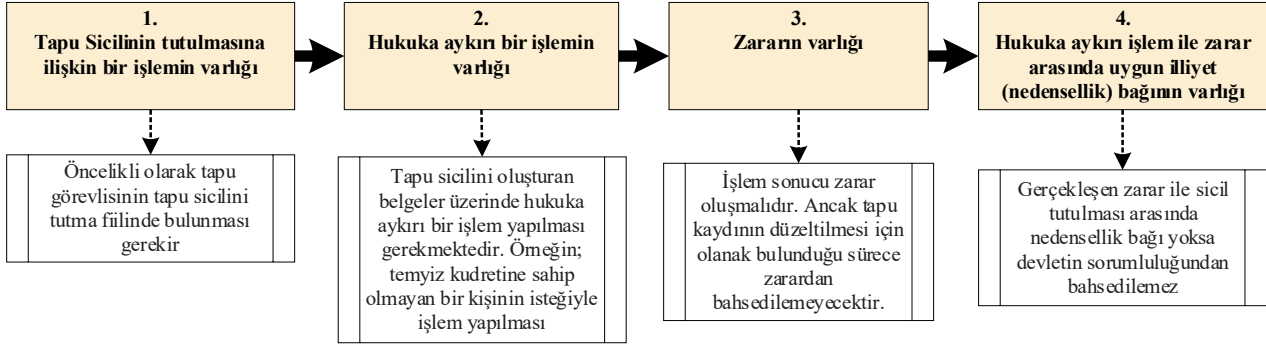 1.
Tapu Sicilinin tutulmasına
ilişkin bir işlemin varlığı
2.
Hukuka aykırı bir işlemin
varlığı
3.
Zararın varlığı
4.
Hukuka aykırı işlem ile zarar
arasında uygun illiyet
(nedensellik) bağının varlığı
Öncelikli olarak tapu
görevlisinin tapu sicilini
tutma fiilinde bulunması
gerekir
Tapu sicilini oluşturan
belgeler üzerinde hukuka
aykırı bir işlem yapılması
gerekmektedir. Örneğin;
temyiz kudretine sahip
olmayan bir kişinin isteğiyle
işlem yapılması
İşlem sonucu zarar
oluşmalıdır. Ancak tapu
kaydının düzeltilmesi için
olanak bulunduğu sürece
zarardan
bahsedilemeyecektir.
Gerçekleşen zarar ile sicil
tutulması arasında
nedensellik bağı yoksa
devletin sorumluluğundan
bahsedilemez